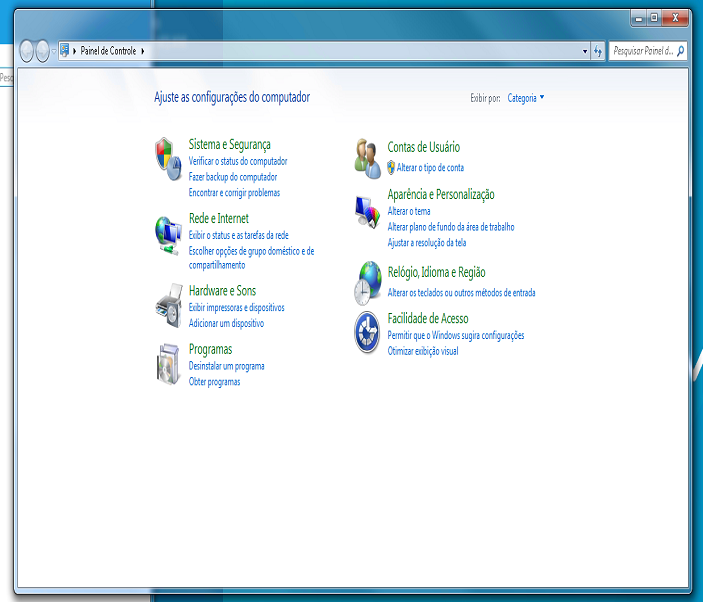 Painel de Controle
Pesquisar Painel d...
Pesq
Ajuste as configurações do computador
Exibir por: Categoria
Sistema e Segurança
Verificar o status do computador
Fazer backup do computador
Encontrar e corrigir problemas
Rede e Internet
Exibir o status e as tarefas da rede
Escolher opções de grupo doméstico e de
compartilhamento
Hardware e Sons
Exibir impressoras e dispositivos
Adicionar um dispositivo
Programas
Desinstalar um programa
Obter programas
Contas de Usuário
Alterar o tipo de conta
Aparência e Personalização
Alterar o tema
Alterar plano de fundo da área de trabalho
Ajustar a resolução da tela
Relógio, Idioma e Região
Alterar os teclados ou outros métodos de entrada
Facilidade de Acesso
Permitir que o Windows sugira configurações
Otimizar exibição visual